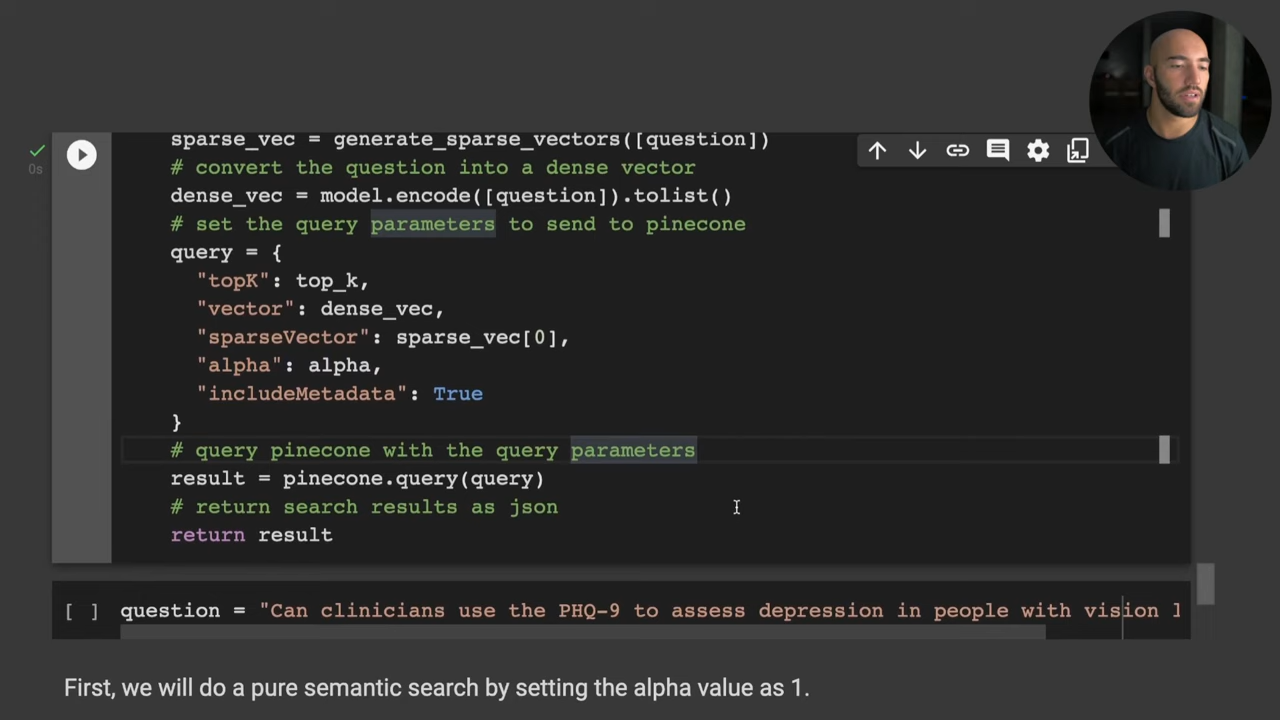 sparse_vec = generate_sparse_vectors([question])
0s
# convert the question into a dense vector
dense_vec = model.encode([question]).tolist()
# set the query parameters to send to pinecone
query = {
"topK": top_k,
"vector": dense_vec,
"sparseVector": sparse_vec[0],
"alpha": alpha,
"includeMetadata": True
}
# query pinecone with the query parameters
result = pinecone.query(query)
# return search results as json
return result
[ ] question = "Can clinicians use the PHQ-9 to assess depression in people with vision
First, we will do a pure semantic search by setting the alpha value as 1.